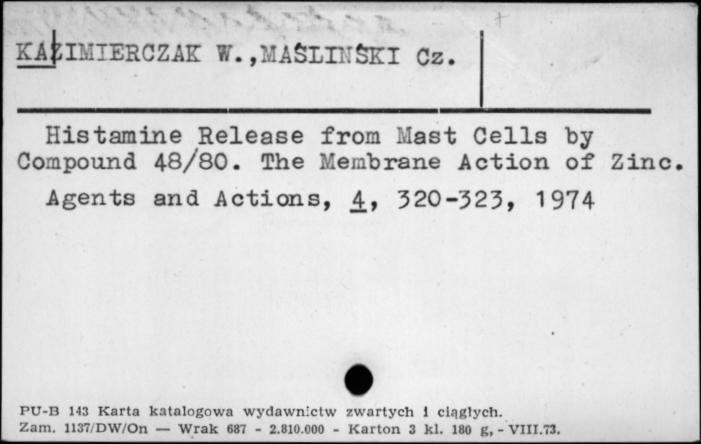 KAZIMIERCZAK W.,MAŚLIŃSKI Cz.
Histamine Release from Mast Cells by
Compound 48/80. The Membrane Action of Zinc.
Agents and Actions, 4, 320-323, 1974
PU-B 143 Karta katalogowa wydawnictw zwartych i ciągłych.
Zam. 1137/DW/On — Wrak 687 - 2.810.000 - Karton 3 kl. 180 g, - VIII.73.